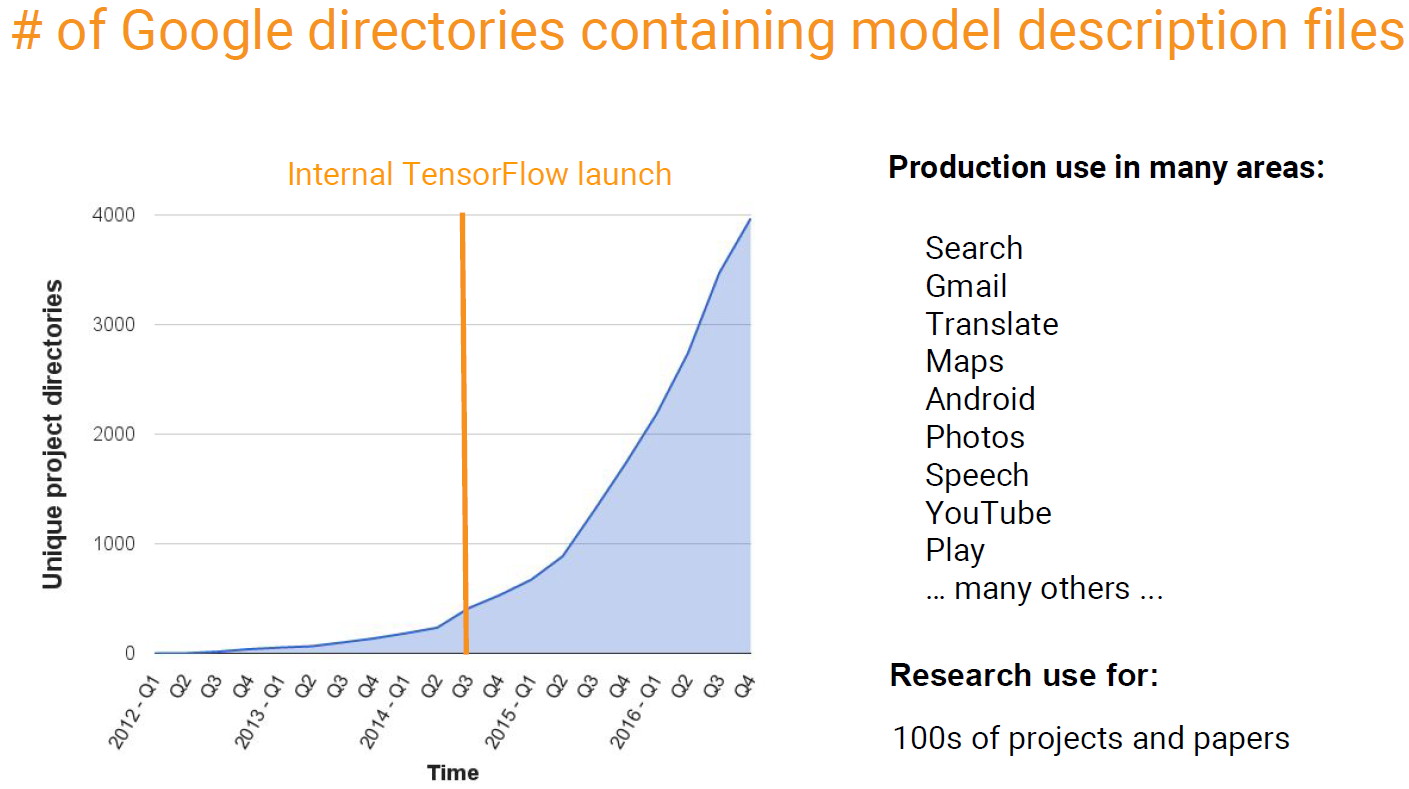 # of Google directories containing model description files
Internal TensorFlow launch
4000
3000
2000
1000
0
Unique project directories
2012 - Q1
Q2
Q3
Q4
2013 - Q1
Q2
Q3
Q4
2014 - Q1
Q2
Q3
Q4
2015 - Q1
Q2
Q3
Q4
2016 - Q1
Q2
Q3
Q4
Time
Production use in many areas:
Search
Gmail
Translate
Maps
Android
Photos
Speech
YouTube
Play
... many others ...
Research use for:
100s of projects and papers